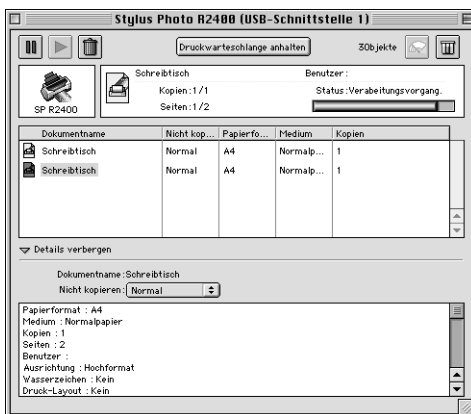 Stylus Photo R2400 (USB-Schnittstelle 1)
Druckwarteschlange anhalten
30bjekte
SP R2400
Schreibtisch
Benutzer :
Kopien : 1 / 1
Status : Verabeitungsvorgang.
Seiten : 1 / 2
Dokumentname Nicht kop... Papierfo... Medium Kopien
Schreibtisch Normal A4 Normalp... 1
Schreibtisch Normal A4 Normalp... 1
Details verbergen
Dokumentname : Schreibtisch
Nicht kopieren : Normal
Papierformat : A4
Medium : Normalpapier
Kopien : 1
Seiten : 2
Benutzer :
Ausrichtung : Hochformat
Wasserzeichen : Kein
Druck-Layout : Kein